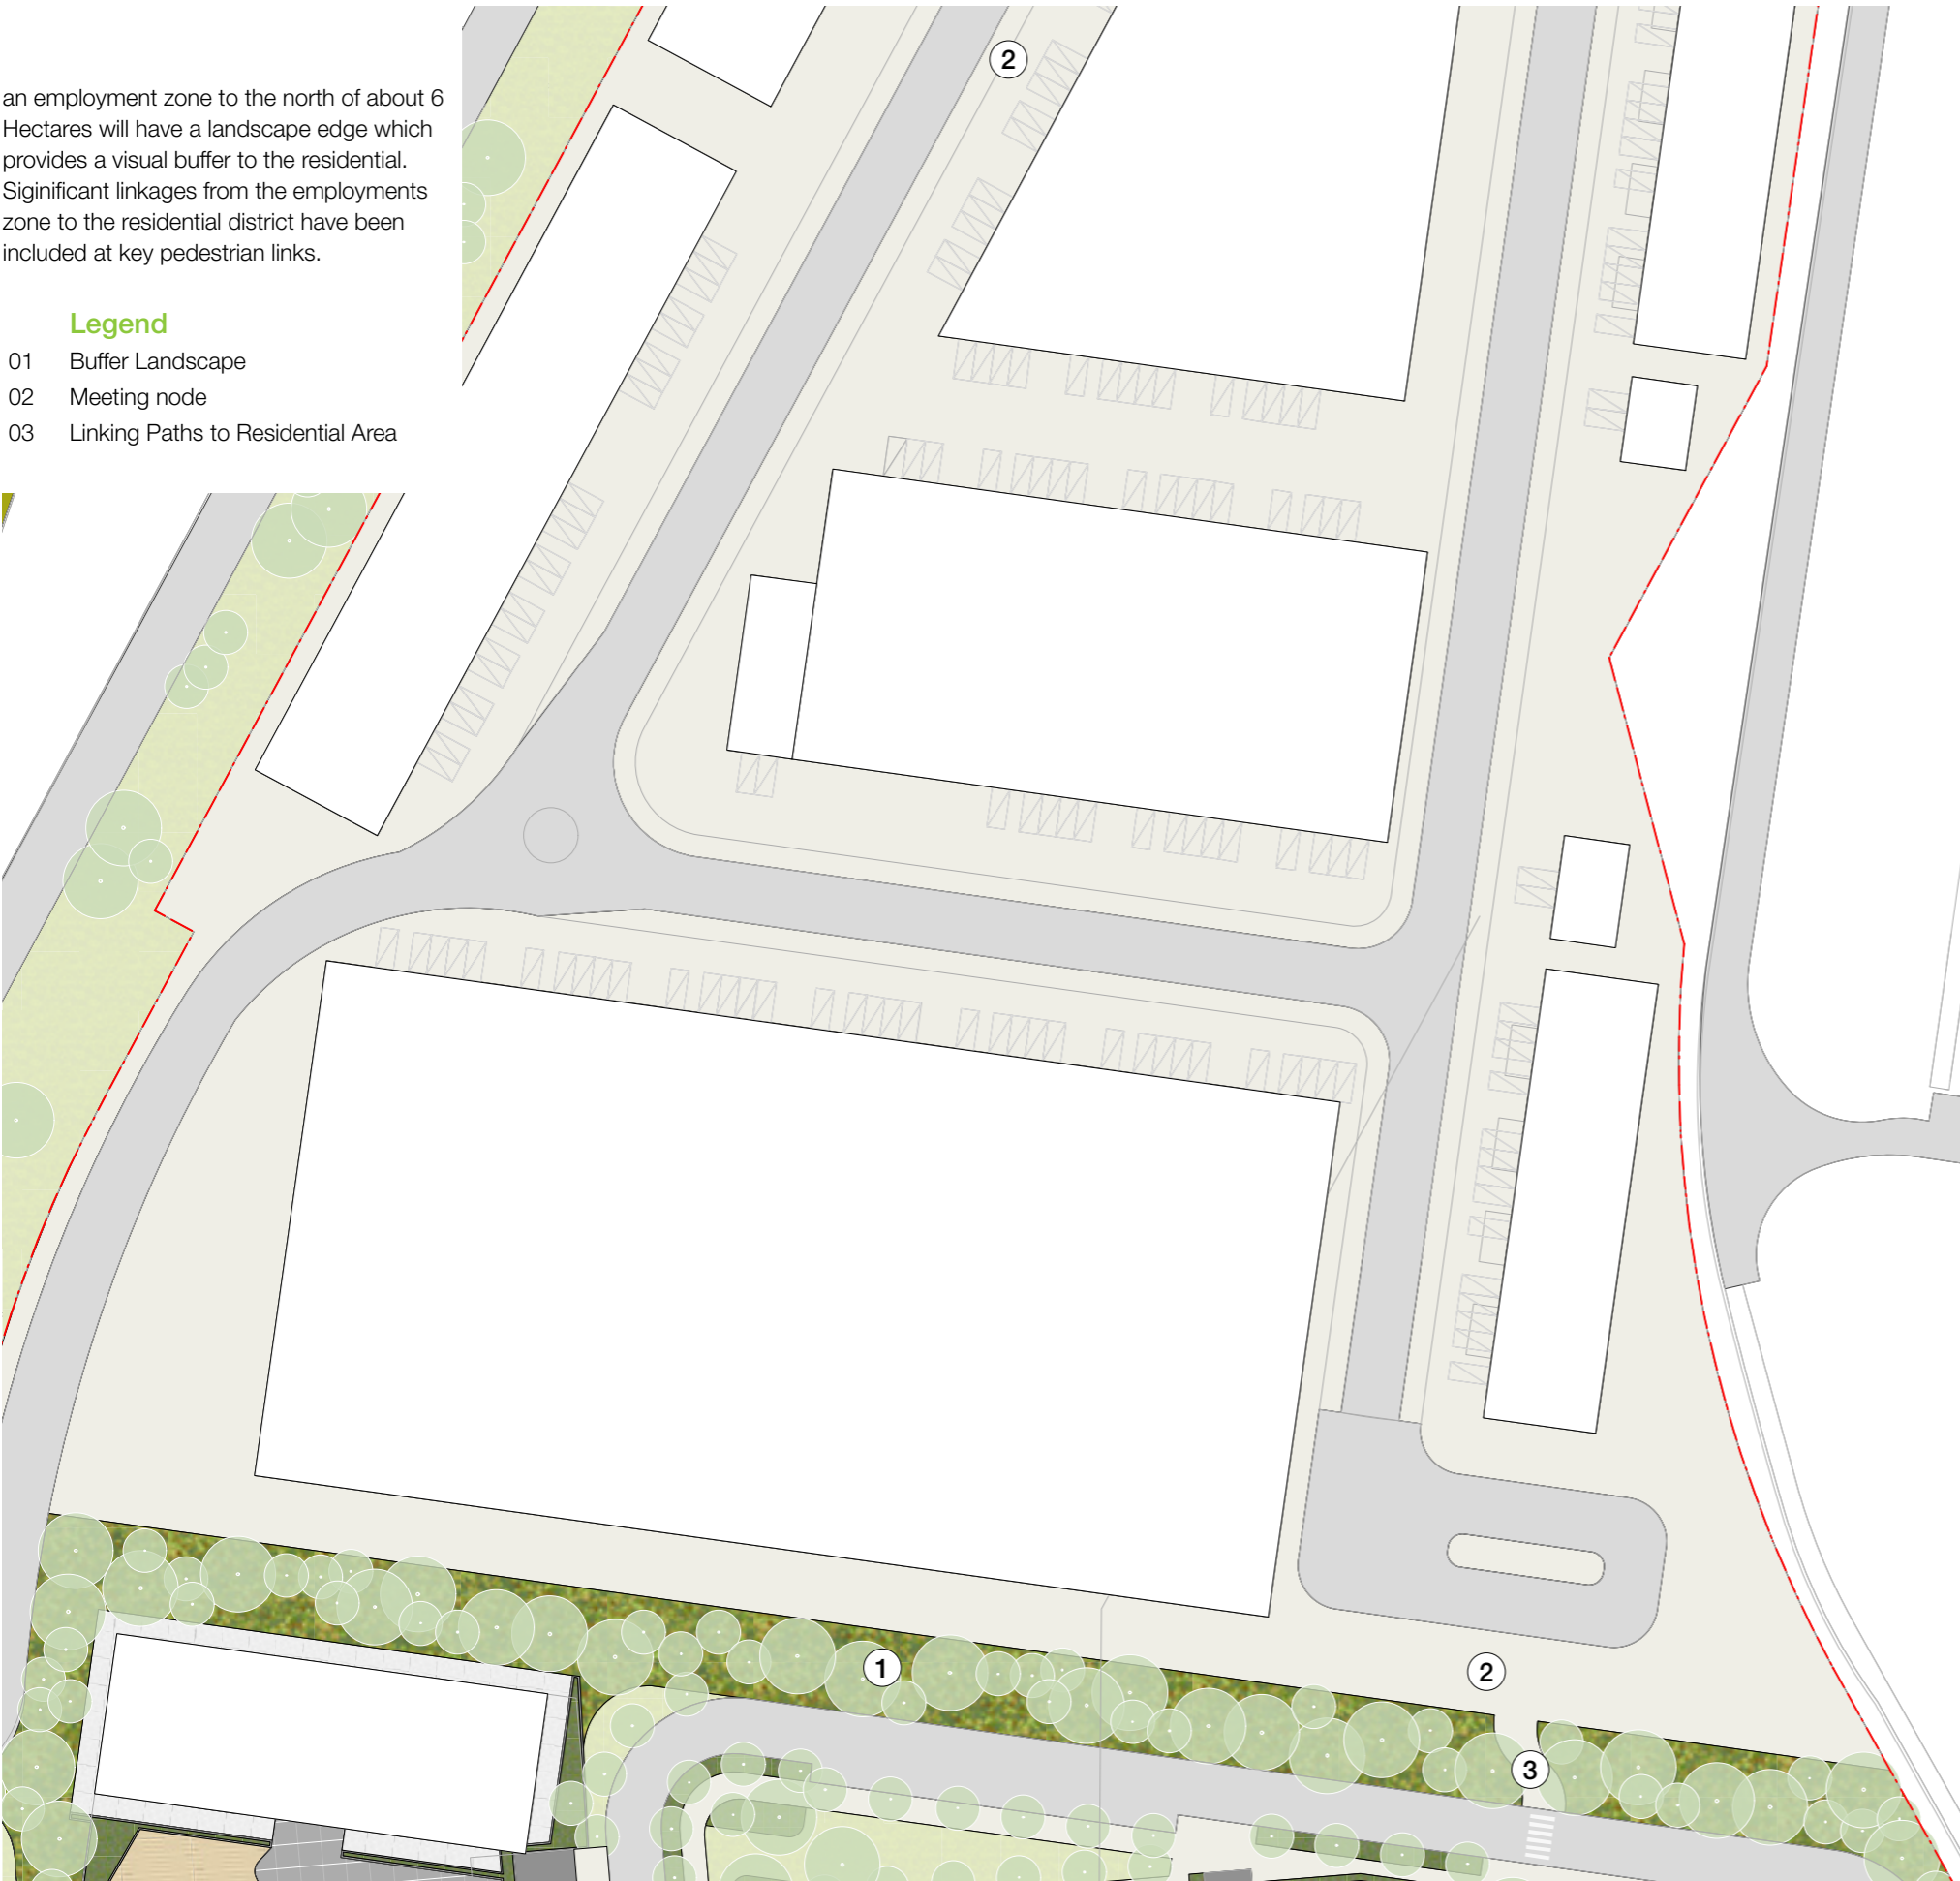 an employment zone to the north of about 6
Hectares will have a landscape edge which
provides a visual buffer to the residential.
Siginificant linkages from the employments
zone to the residential district have been
included at key pedestrian links.
Legend
01 Buffer Landscape
02 Meeting node
03 Linking Paths to Residential Area
2
1
2
3